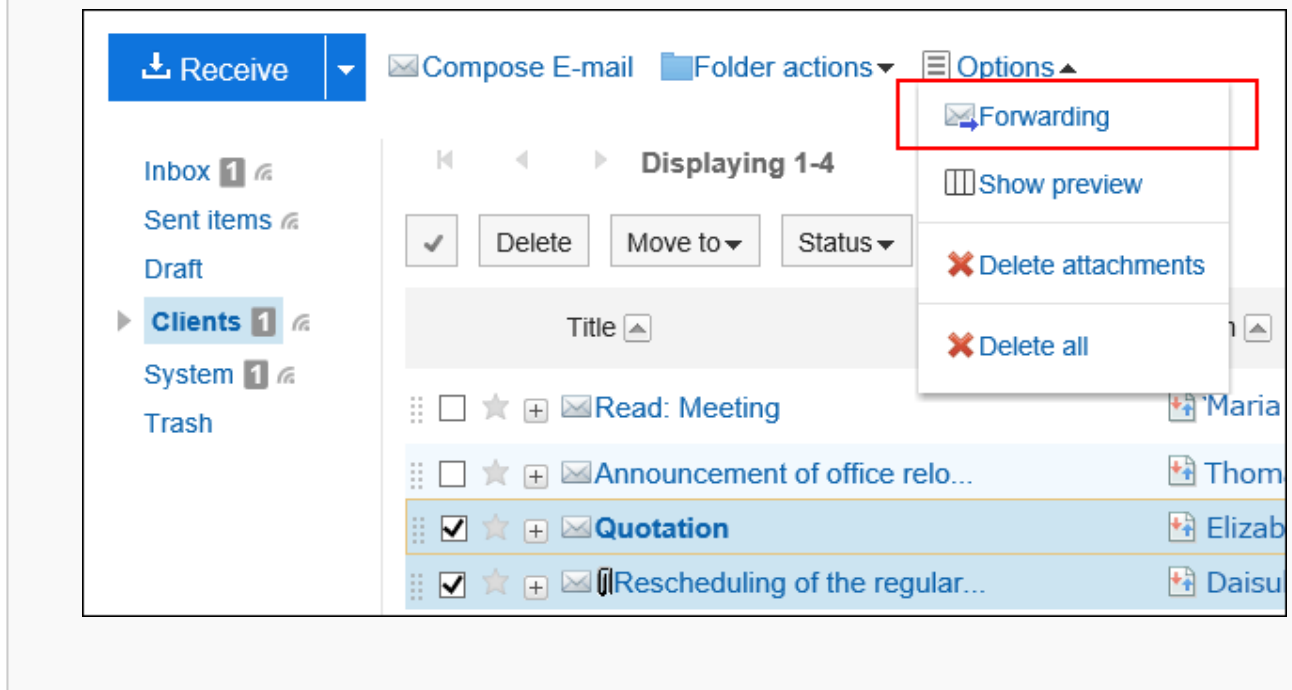 Receive Compose E-mail Folder actions Options
Forwarding
Inbox 1 Displaying 1-4
Show preview
Sent items
Delete Move to Status
Draft
Delete attachments
Clients 1
Title
Delete all
System 1
Read: Meeting 'Maria
Trash
Announcement of office relo...
Quotation
Rescheduling of the regular...